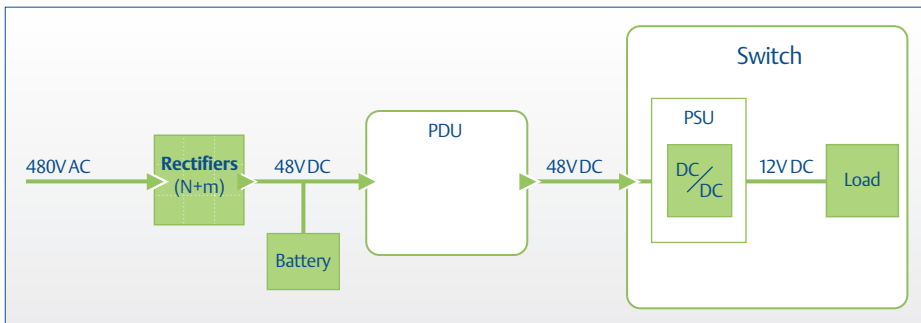 Switch
PDU
PSU
480V AC
Rectifiers
(N+m)
48V DC
48V DC
DC/DC
12V DC
Load
Battery